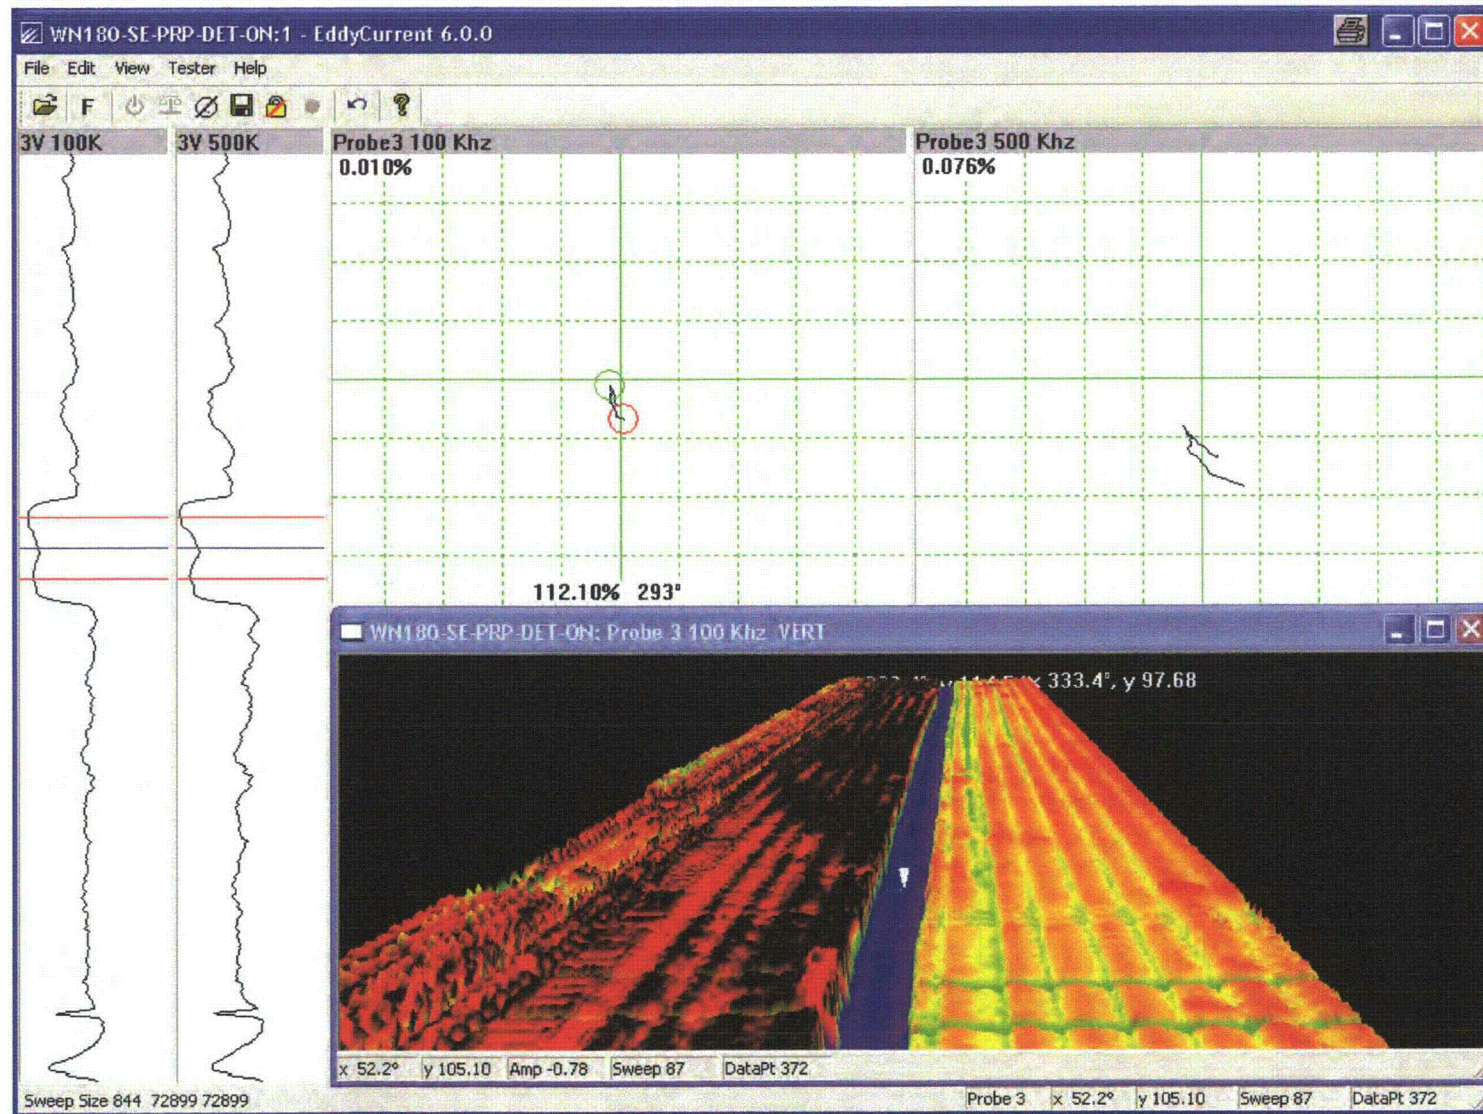 WN180-SE-PRP-DET-ON:1 - EddyCurrent 6.0.0
File Edit View Tester Help
F
3V 100K 3V 500K Probe3 100 Khz Probe3 500 Khz
0.010% 0.076%
112.10% 293°
WN180-SE-PRP-DET-ON: Probe 3 100 Khz VERT
x 333.4°, y 97.68
x 52.2° y 105.10 Amp -0.78 Sweep 87 DataPt 372
Sweep Size 844 72899 72899 Probe 3 x 52.2° y 105.10 Sweep 87 DataPt 372